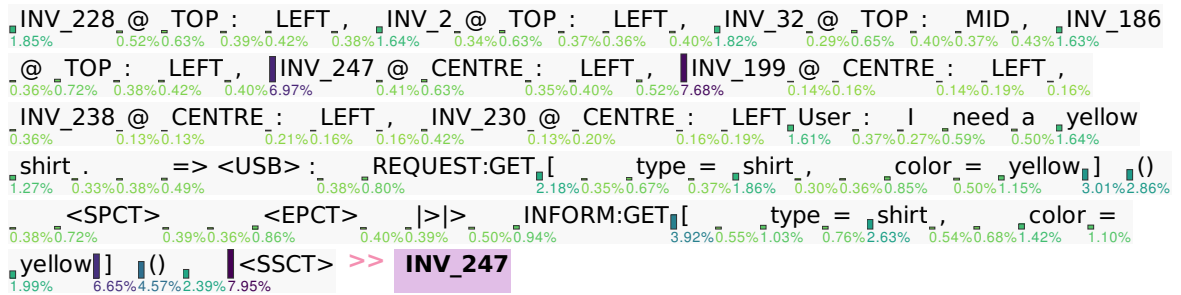 INV_228 @ TOP : LEFT , INV_2 @ TOP : LEFT , INV_32 @ TOP : MID , INV_186
1.85% 0.52% 0.63% 0.39% 0.42% 0.38% 1.64% 0.34% 0.63% 0.37% 0.36% 0.40% 1.82% 0.29% 0.65% 0.40% 0.37% 0.43% 1.63%
@ TOP : LEFT , INV_247 @ CENTRE : LEFT , INV_199 @ CENTRE : LEFT ,
0.36% 0.72% 0.38% 0.42% 0.40% 6.97% 0.41% 0.63% 0.35% 0.40% 0.52% 7.68% 0.14% 0.16% 0.14% 0.19% 0.16%
INV_238 @ CENTRE : LEFT , INV_230 @ CENTRE : LEFT User : I need a yellow
0.36% 0.13% 0.13% 0.21% 0.16% 0.16% 0.42% 0.13% 0.20% 0.16% 0.19% 1.61% 0.37% 0.27% 0.59% 0.50% 1.64%
shirt . => <USB> : REQUEST:GET [ type = shirt , color = yellow ] ()
1.27% 0.33% 0.38% 0.49% 0.38% 0.80% 2.18% 0.35% 0.67% 0.37% 1.86% 0.30% 0.36% 0.85% 0.50% 1.15% 3.01% 2.86%
<SPCT> <EPCT> |>|> INFORM:GET [ type = shirt , color =
0.38% 0.72% 0.39% 0.36% 0.86% 0.40% 0.39% 0.50% 0.94% 3.92% 0.55% 1.03% 0.76% 2.63% 0.54% 0.68% 1.42% 1.10%
yellow ] () <SSCT> >> INV_247
1.99% 6.65% 4.57% 2.39% 7.95%